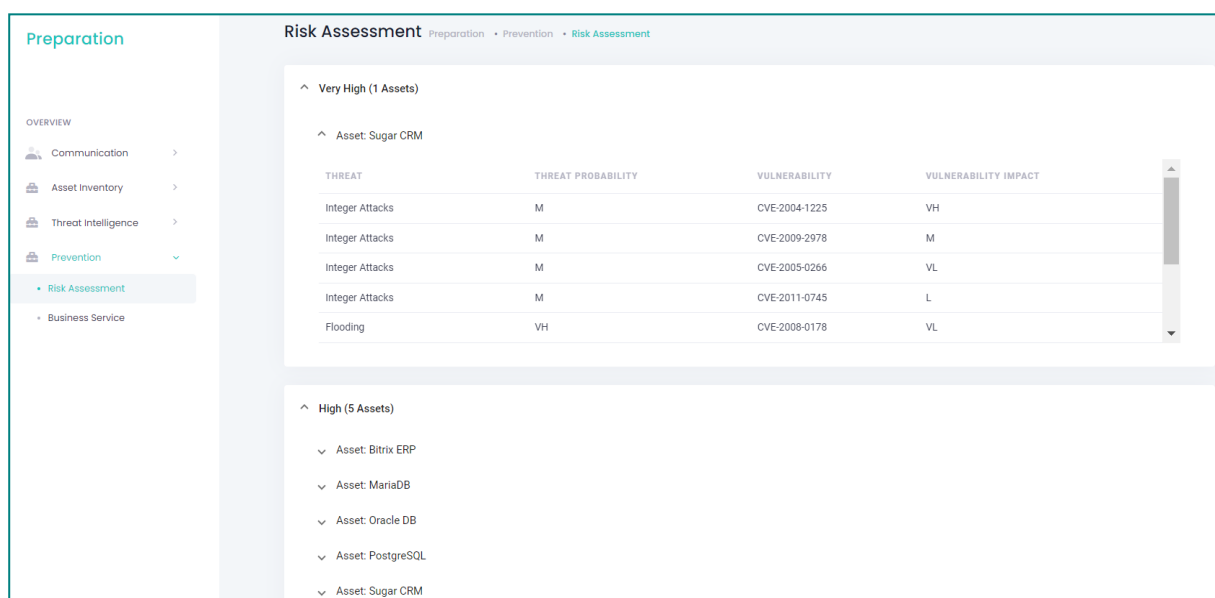 Preparation
OVERVIEW
Communication
Asset Inventory
Threat Intelligence
Prevention
• Risk Assessment
• Business Service
Risk Assessment Preparation • Prevention • Risk Assessment
Very High (1 Assets)
Asset: Sugar CRM
THREAT THREAT PROBABILITY VULNERABILITY VULNERABILITY IMPACT
Integer Attacks M CVE-2004-1225 VH
Integer Attacks M CVE-2009-2978 M
Integer Attacks M CVE-2005-0266 VL
Integer Attacks M CVE-2011-0745 L
Flooding VH CVE-2008-0178 VL
High (5 Assets)
Asset: Bitrix ERP
Asset: MariaDB
Asset: Oracle DB
Asset: PostgreSQL
Asset: Sugar CRM